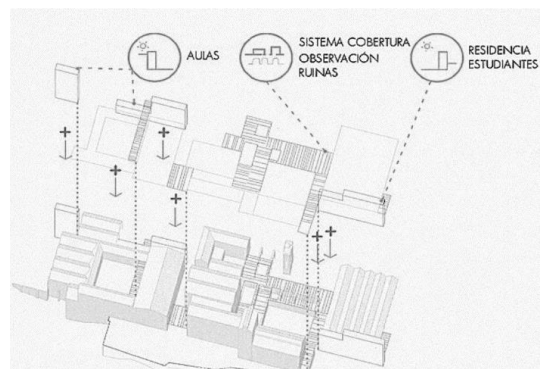 AULAS
SISTEMA COBERTURA
OBSERVACIÓN
RUINAS
RESIDENCIA
ESTUDIANTES